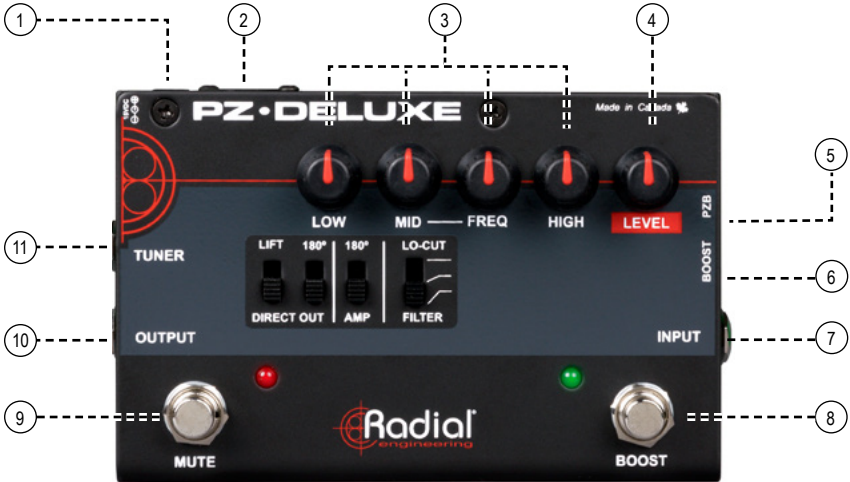 1
2
3
4
PZ•DELUXE
Made in Canada
5
PZB
LOW
MID
FREQ
HIGH
LEVEL
BOOST
6
11
TUNER
LIFT
180°
180°
LO-CUT
DIRECT OUT
AMP
FILTER
10
OUTPUT
INPUT
7
9
Radial
engineering
8
MUTE
BOOST